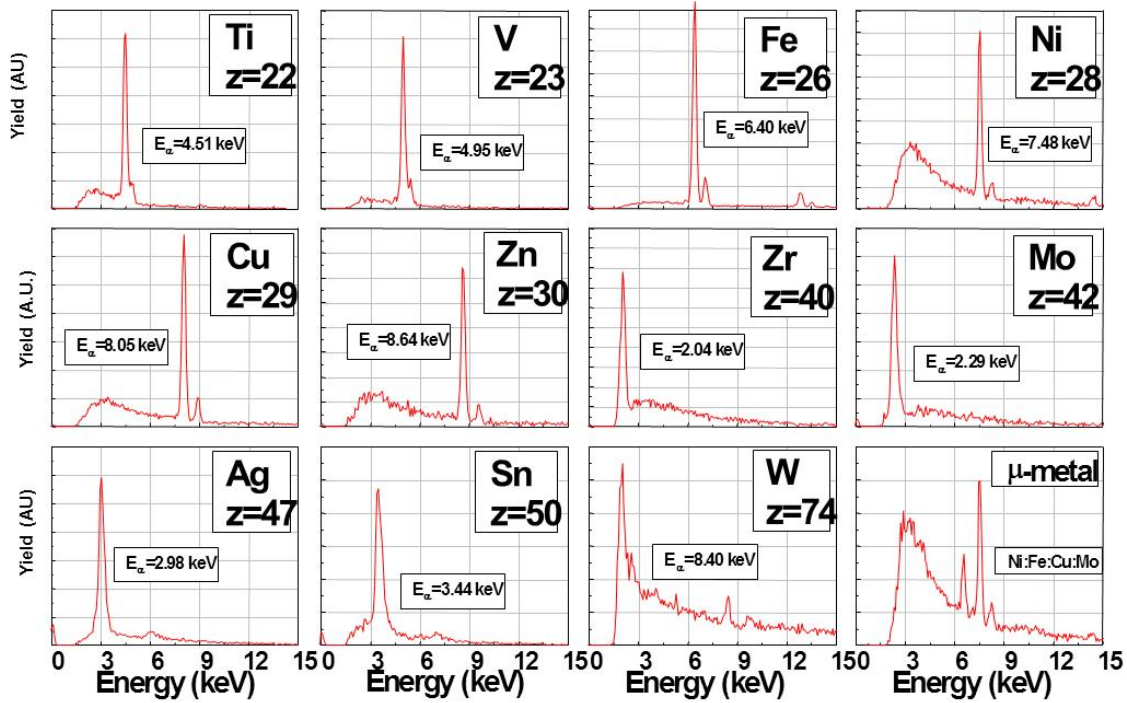 Yield (AU)
Ti
z=22
Eα=4.51 keV
V
z=23
Eα=4.95 keV
Fe
z=26
Eα=6.40 keV
Ni
z=28
Eα=7.48 keV
Yield (A.U.)
Cu
z=29
Eα=8.05 keV
Zn
z=30
Eα=8.64 keV
Zr
z=40
Eα=2.04 keV
Mo
z=42
Eα=2.29 keV
Yield (AU)
Ag
z=47
Eα=2.98 keV
Sn
z=50
Eα=3.44 keV
W
z=74
Eα=8.40 keV
μ-metal
Ni:Fe:Cu:Mo
0 3 6 9 12 15 0 3 6 9 12 15 0 3 6 9 12 15 0 3 6 9 12 15
Energy (keV) Energy (keV) Energy (keV) Energy (keV)